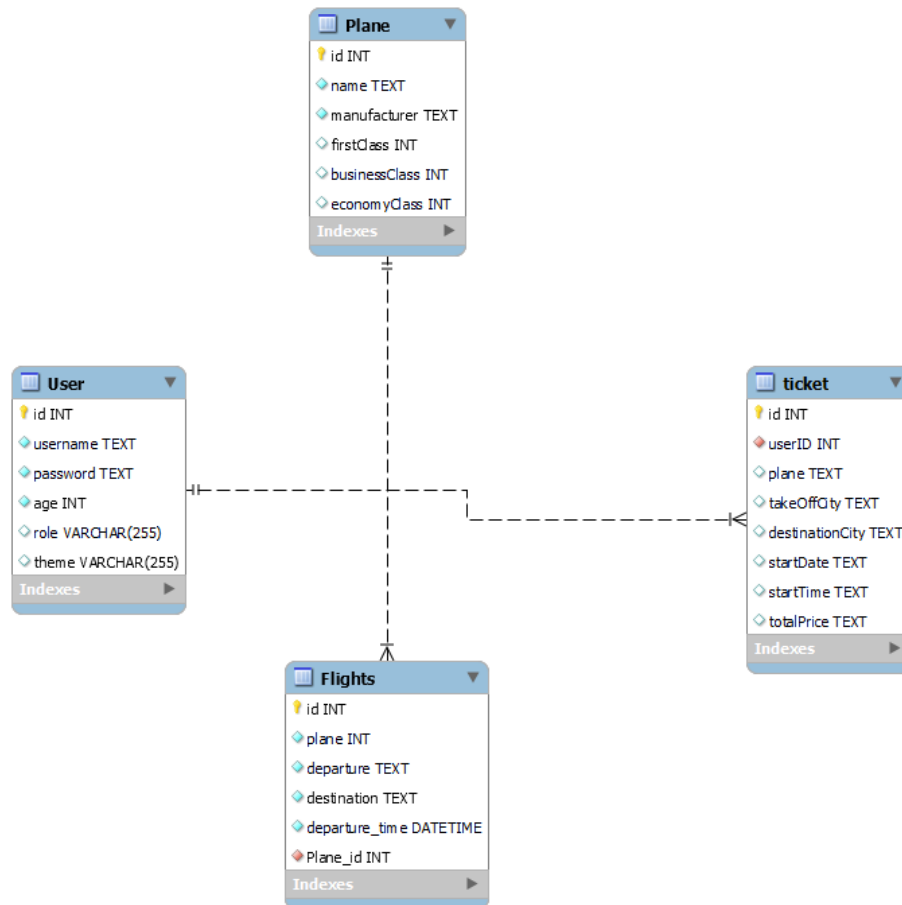 Plane
id INT
name TEXT
manufacturer TEXT
firstClass INT
businessClass INT
economyClass INT
Indexes
User
id INT
username TEXT
password TEXT
age INT
role VARCHAR(255)
theme VARCHAR(255)
Indexes
ticket
id INT
userID INT
plane TEXT
takeOffCity TEXT
destinationCity TEXT
startDate TEXT
startTime TEXT
totalPrice TEXT
Indexes
Flights
id INT
plane INT
departure TEXT
destination TEXT
departure_time DATETIME
Plane_id INT
Indexes